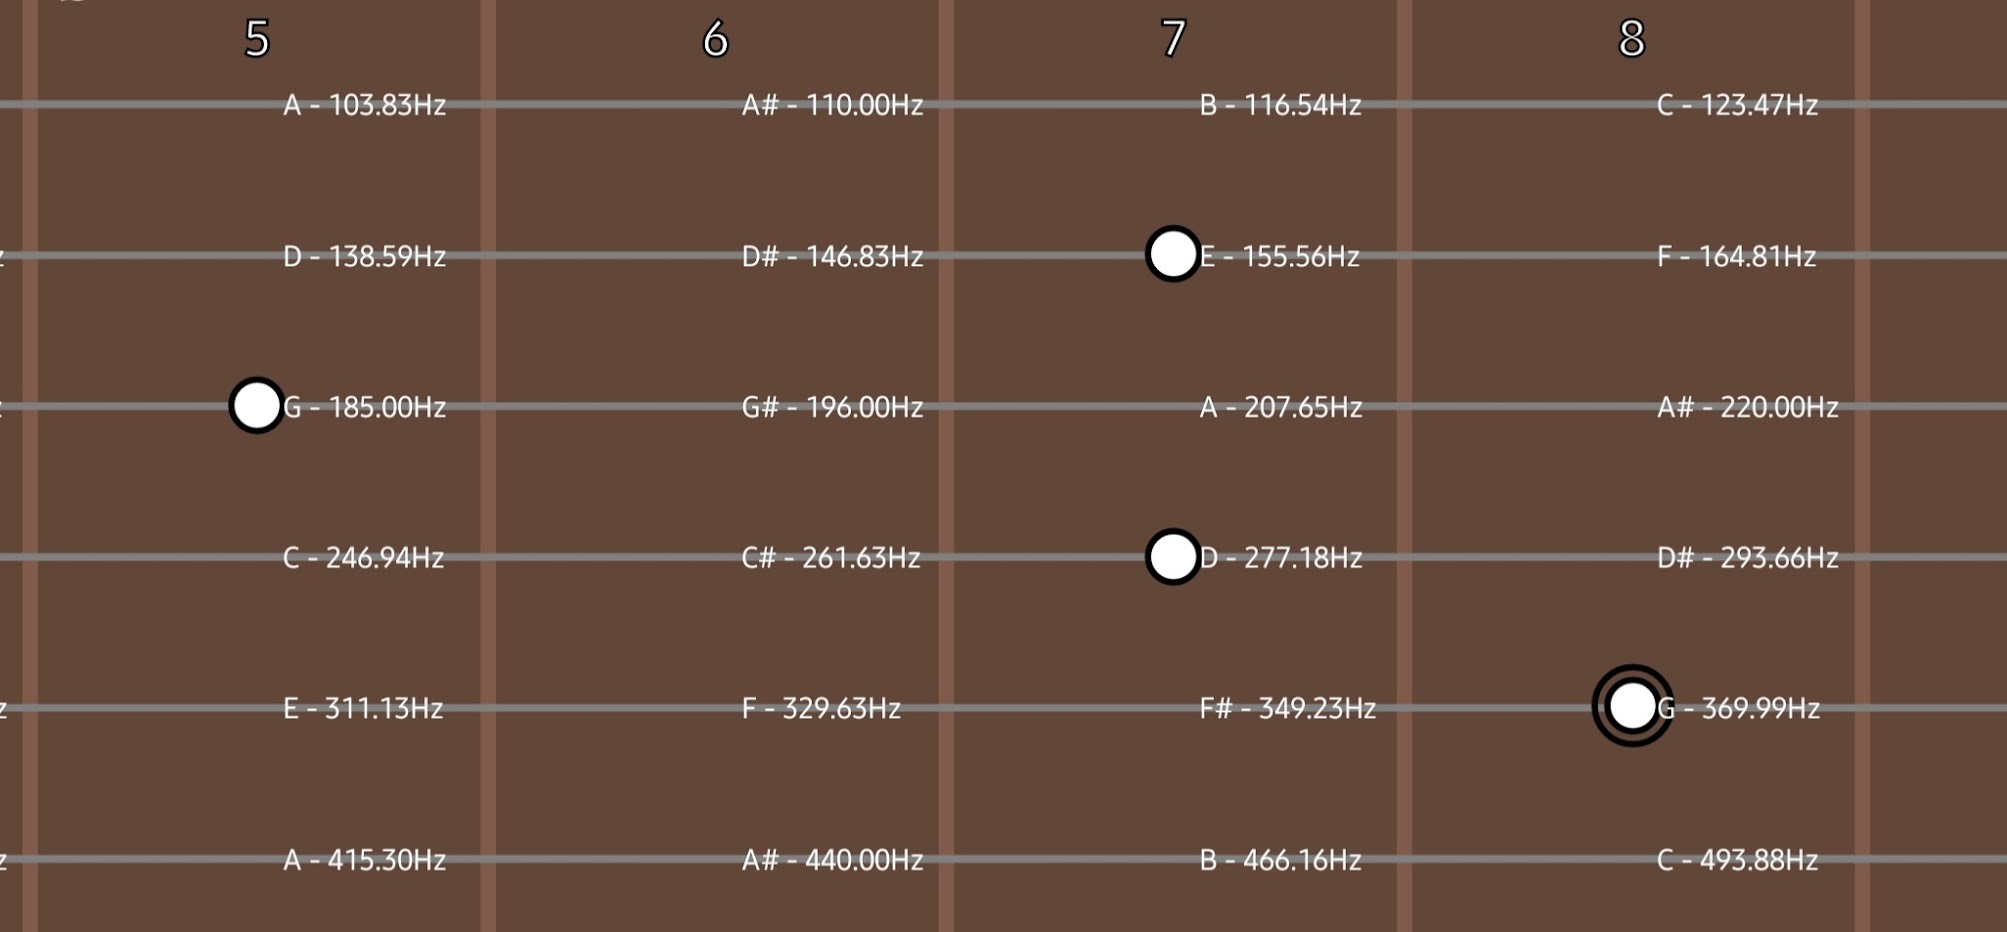 5 6 7 8
A - 103.83Hz A# - 110.00Hz B - 116.54Hz C - 123.47Hz
z D - 138.59Hz D# - 146.83Hz E - 155.56Hz F - 164.81Hz
z G - 185.00Hz G# - 196.00Hz A - 207.65Hz A# - 220.00Hz
C - 246.94Hz C# - 261.63Hz D - 277.18Hz D# - 293.66Hz
z E - 311.13Hz F - 329.63Hz F# - 349.23Hz G - 369.99Hz
z A - 415.30Hz A# - 440.00Hz B - 466.16Hz C - 493.88Hz